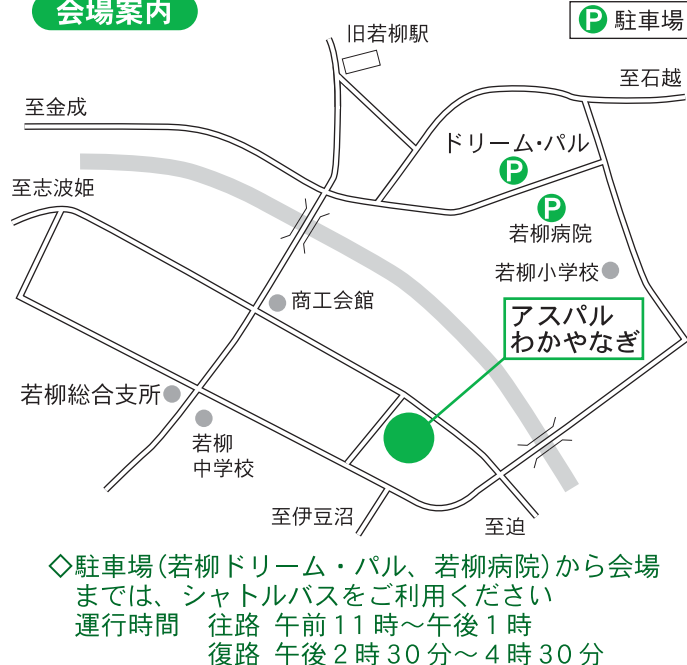 会場案内
P 駐車場
旧若柳駅
至石越
至金成
ドリーム・パル
P
至志波姫
P
若柳病院
若柳小学校
商工会館
アスパル
わかやなぎ
若柳総合支所
若柳
中学校
至伊豆沼
至迫
◇駐車場(若柳ドリーム・パル、若柳病院)から会場
までは、シャトルバスをご利用ください
運行時間 往路 午前11時～午後1時
復路 午後2時30分～4時30分